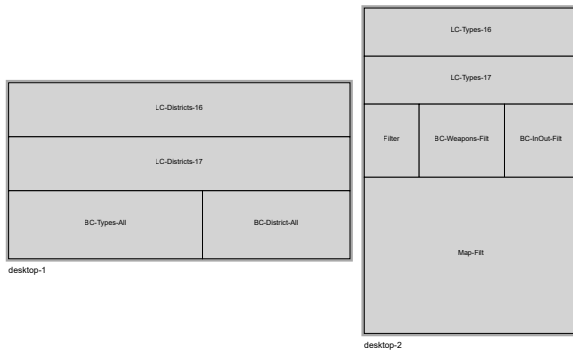 LC-Districts-16
LC-Districts-17
BC-Types-All
BC-District-All
desktop-1
LC-Types-16
LC-Types-17
Filter
BC-Weapons-Filt
BC-InOut-Filt
Map-Filt
desktop-2